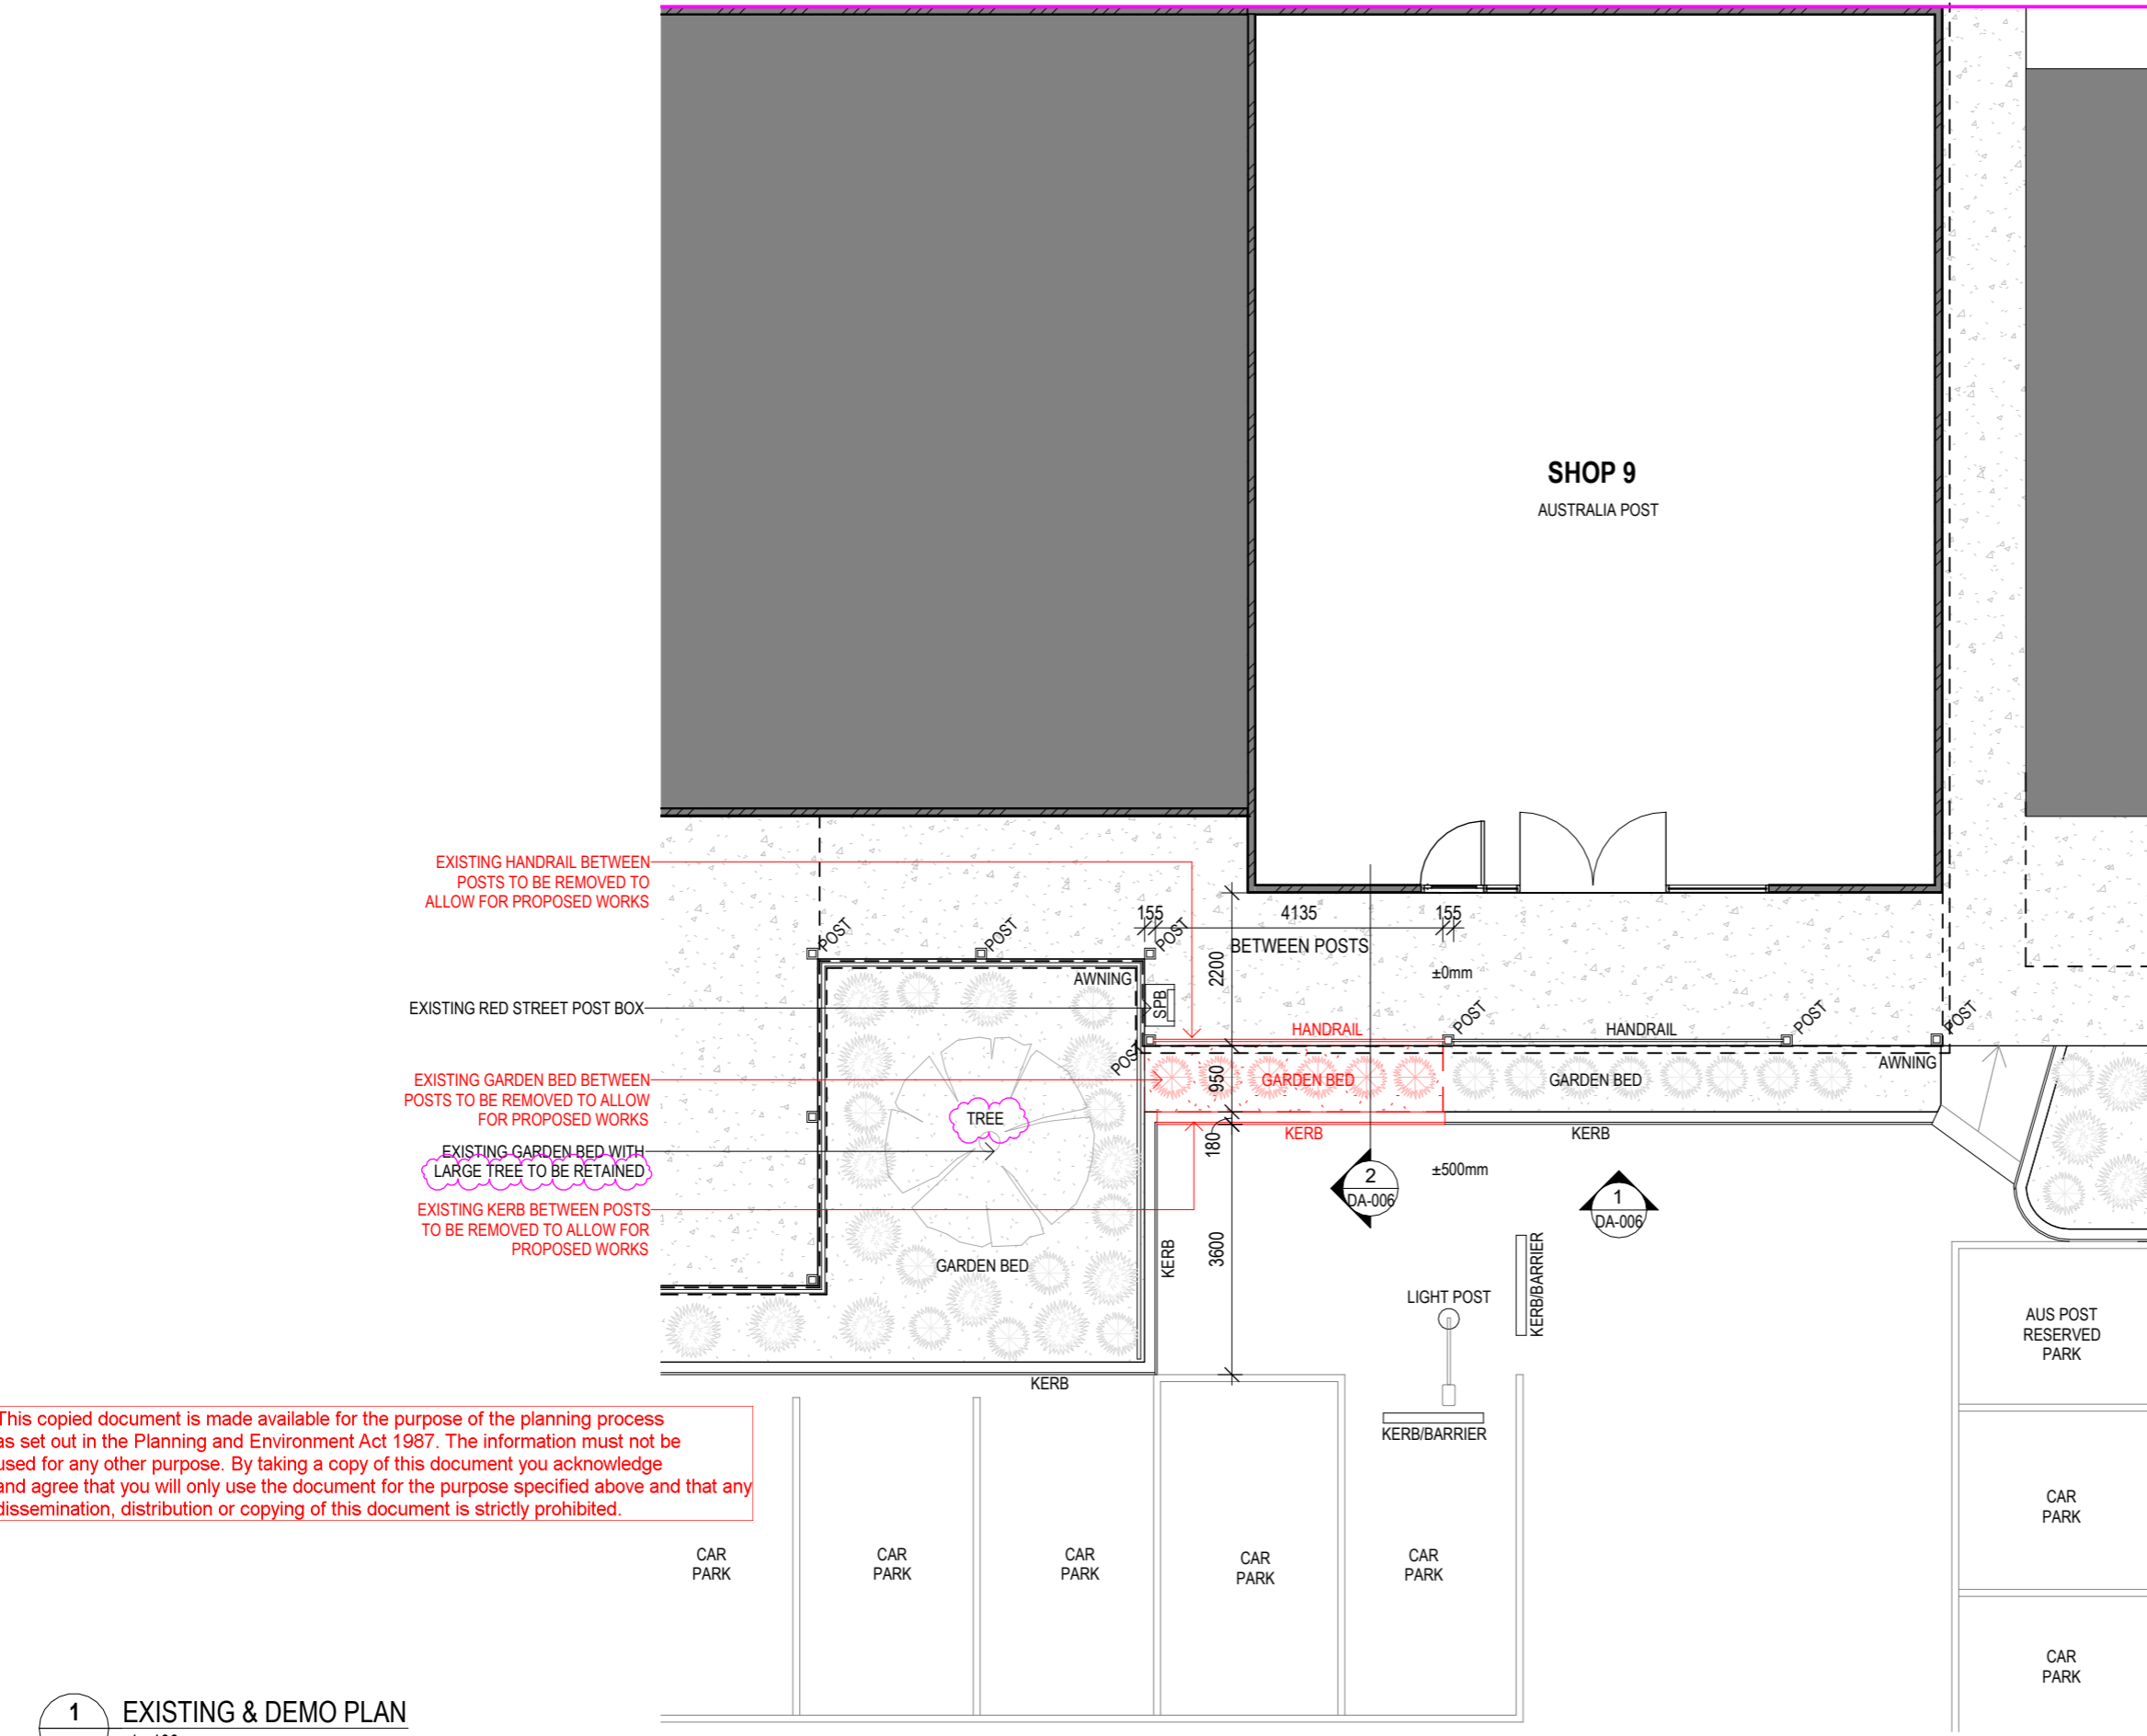 SHOP 9
AUSTRALIA POST
EXISTING HANDRAIL BETWEEN
POSTS TO BE REMOVED TO
ALLOW FOR PROPOSED WORKS
155
4135
155
BETWEEN POSTS
POST
POST
POST
2200
±0mm
AWNING
EXISTING RED STREET POST BOX
SPB
HANDRAIL
POST
HANDRAIL
POST
POST
POST
AWNING
EXISTING GARDEN BED BETWEEN
POSTS TO BE REMOVED TO ALLOW
FOR PROPOSED WORKS
950
GARDEN BED
GARDEN BED
TREE
KERB
KERB
180
EXISTING GARDEN BED WITH
LARGE TREE TO BE RETAINED
±500mm
2
DA-006
1
DA-006
EXISTING KERB BETWEEN POSTS
TO BE REMOVED TO ALLOW FOR
PROPOSED WORKS
GARDEN BED
KERB
3600
KERB/BARRIER
LIGHT POST
AUS POST
RESERVED
PARK
KERB
KERB/BARRIER
This copied document is made available for the purpose of the planning process
as set out in the Planning and Environment Act 1987. The information must not be
used for any other purpose. By taking a copy of this document you acknowledge
and agree that you will only use the document for the purpose specified above and that any
dissemination, distribution or copying of this document is strictly prohibited.
CAR
PARK
CAR
PARK
CAR
PARK
CAR
PARK
CAR
PARK
CAR
PARK
CAR
PARK
1
EXISTING & DEMO PLAN